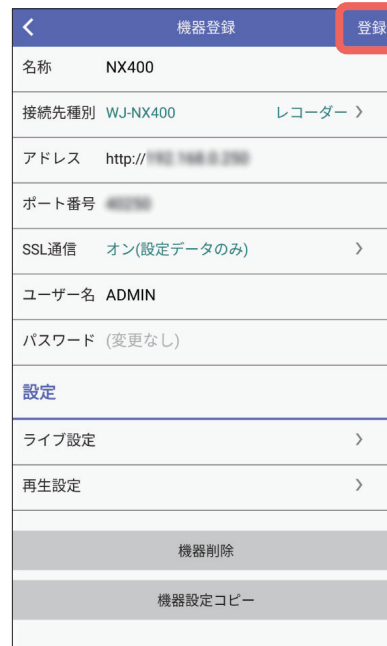 機器登録 登録
名称 NX400
接続先種別 WJ-NX400 レコーダー
アドレス http://
ポート番号
SSL通信 オン(設定データのみ)
ユーザー名 ADMIN
パスワード (変更なし)
設定
ライブ設定
再生設定
機器削除
機器設定コピー